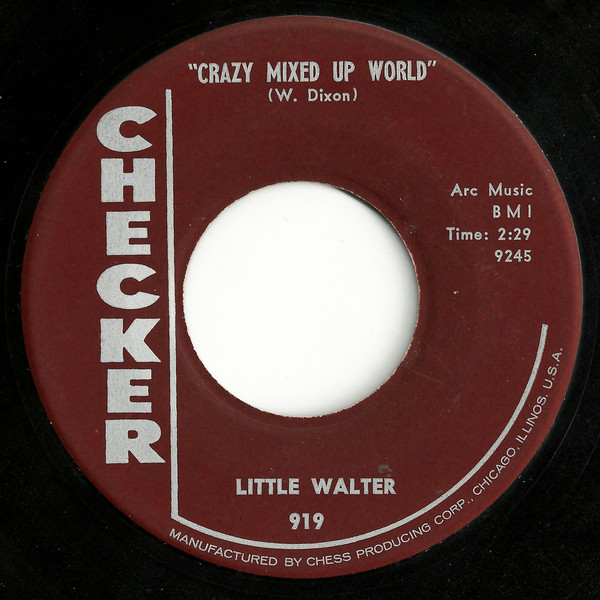 "CRAZY MIXED UP WORLD"
(W. Dixon)
CHECKER
Arc Music
BMI
Time: 2:29
9245
LITTLE WALTER
919
MANUFACTURED BY CHESS PRODUCING CORP., CHICAGO, ILLINOS, U.S.A.